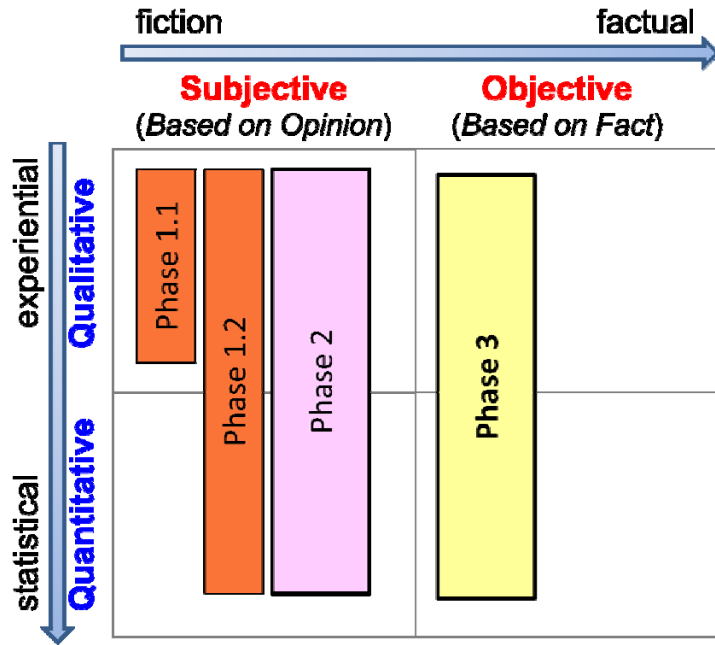 fiction factual
Subjective Objective
(Based on Opinion) (Based on Fact)
experiential
Qualitative
statistical
Quantitative
Phase 1.1
Phase 1.2
Phase 2
Phase 3